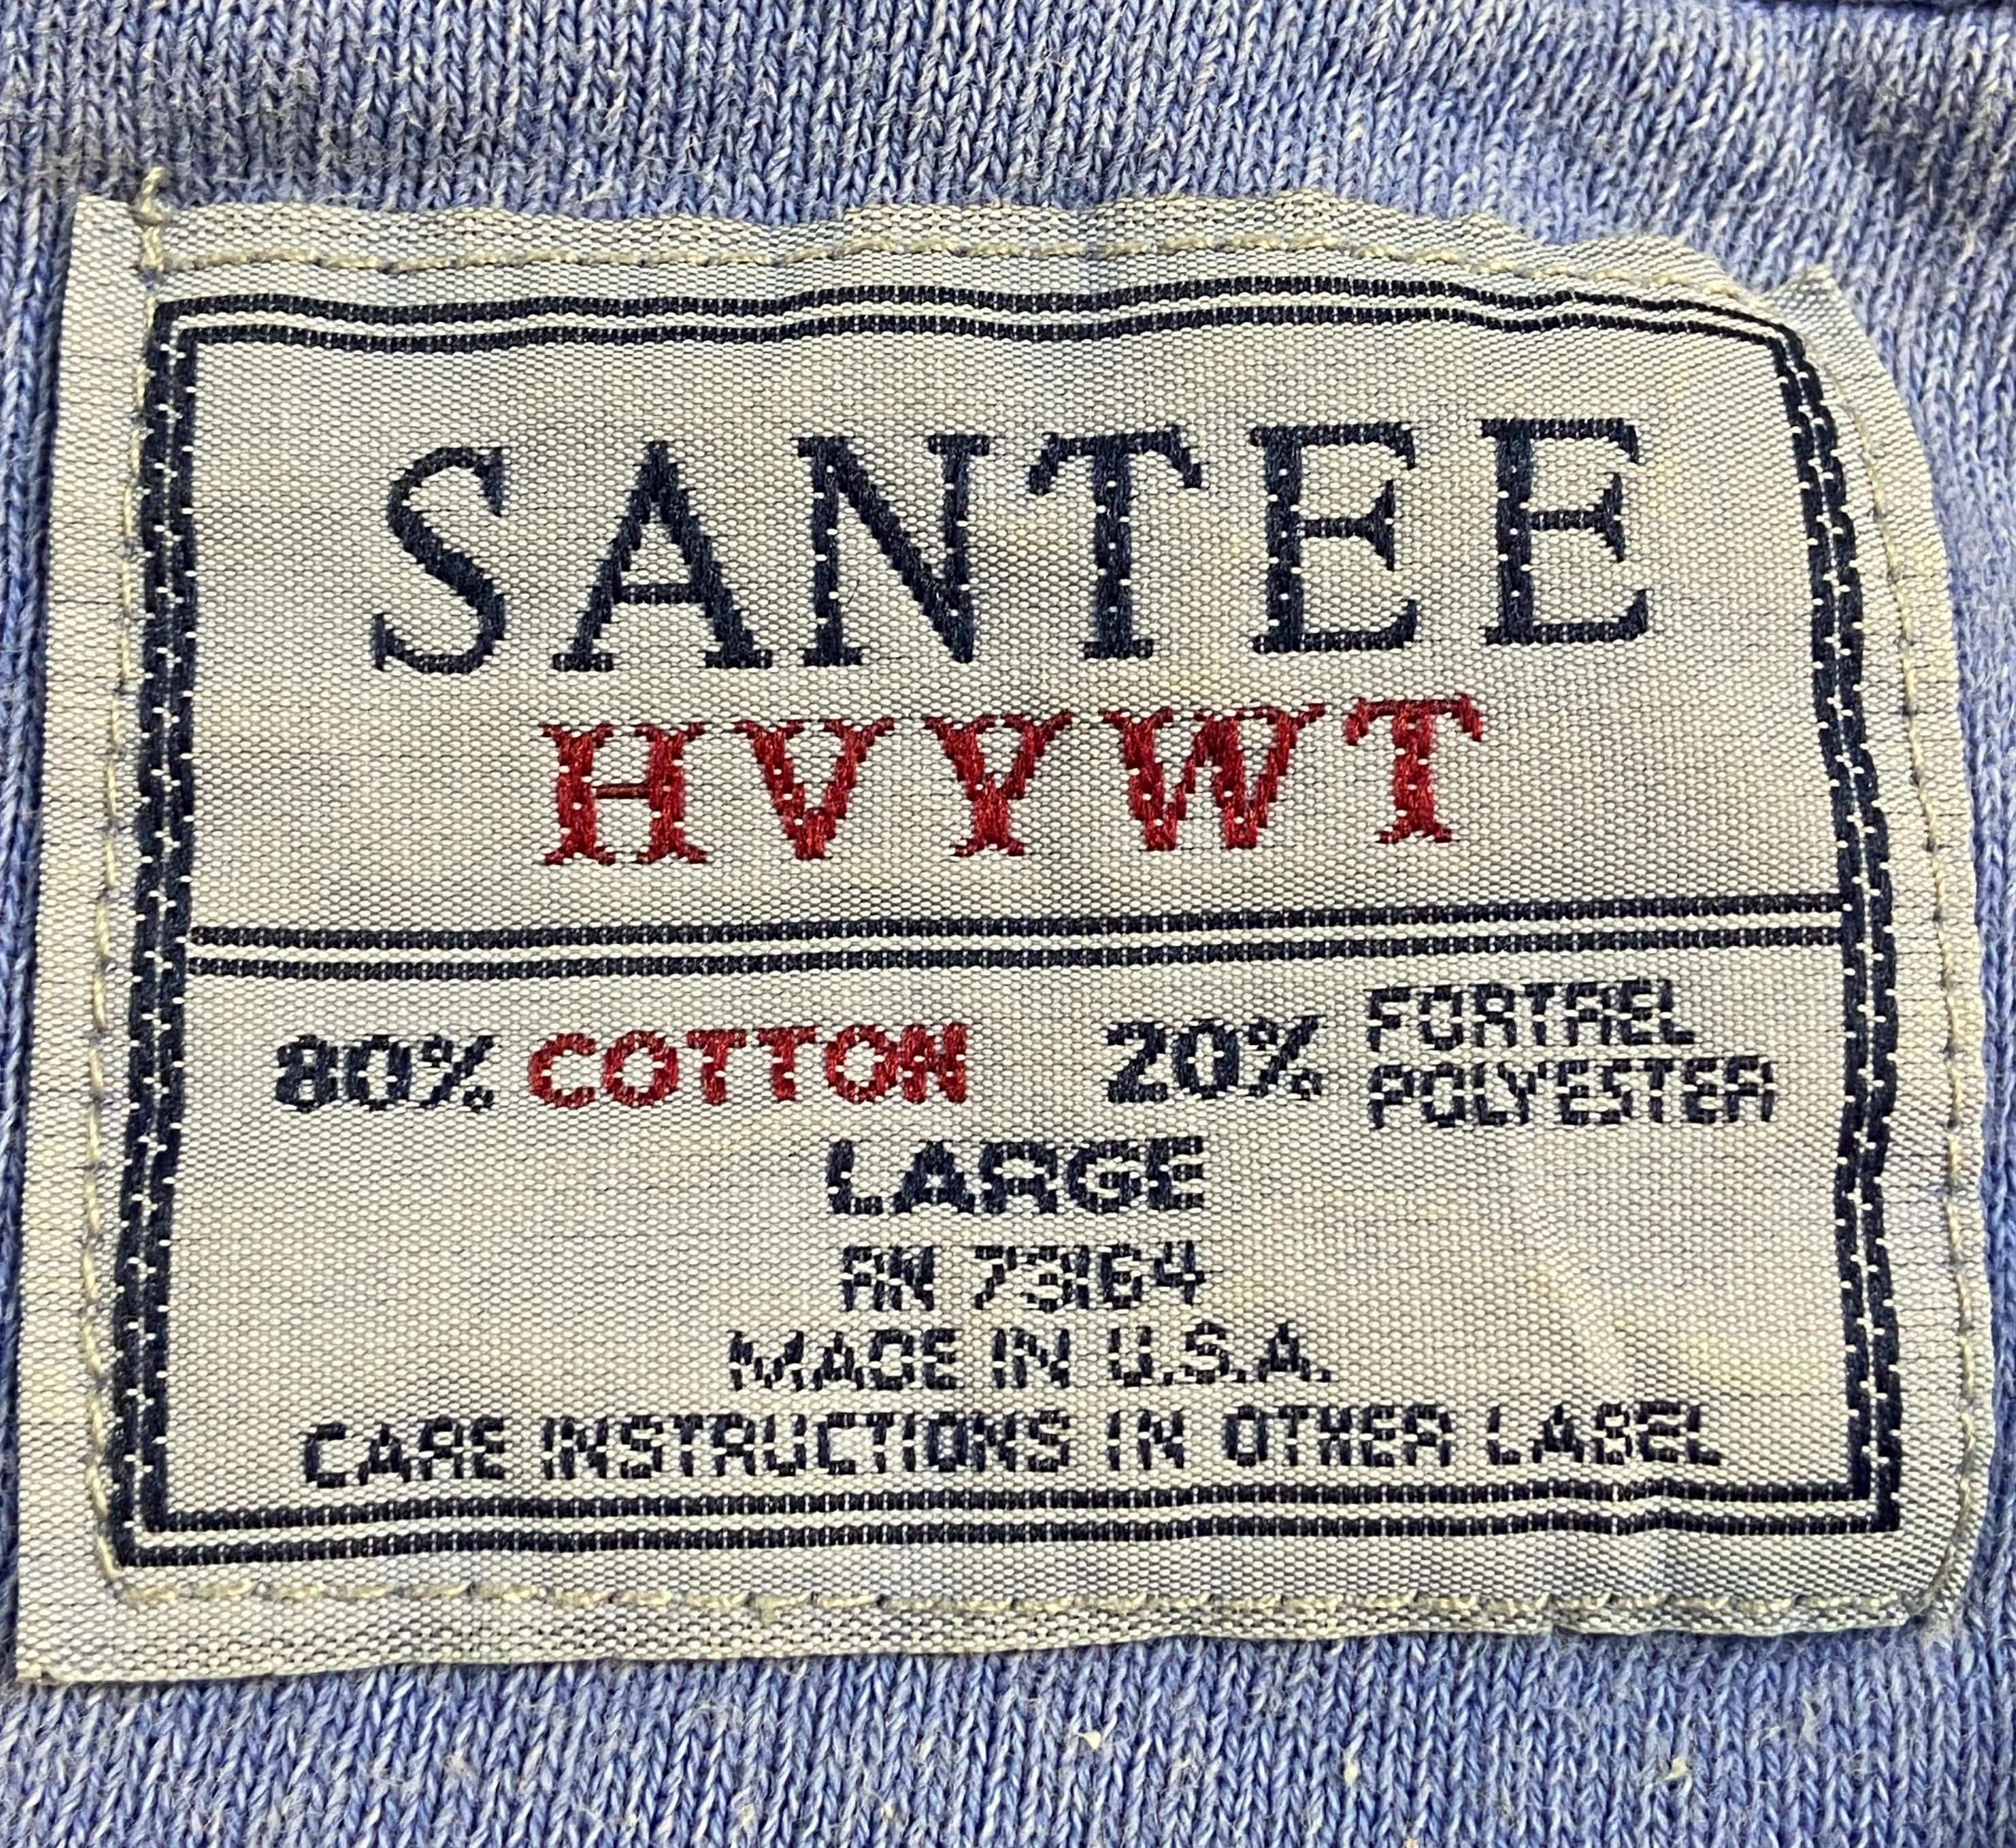 SANTEE
HVYWT
80% COTTON 20% FORTREL
POLYESTER
LARGE
RN 73164
MADE IN U.S.A.
CARE INSTRUCTIONS IN OTHER LABEL